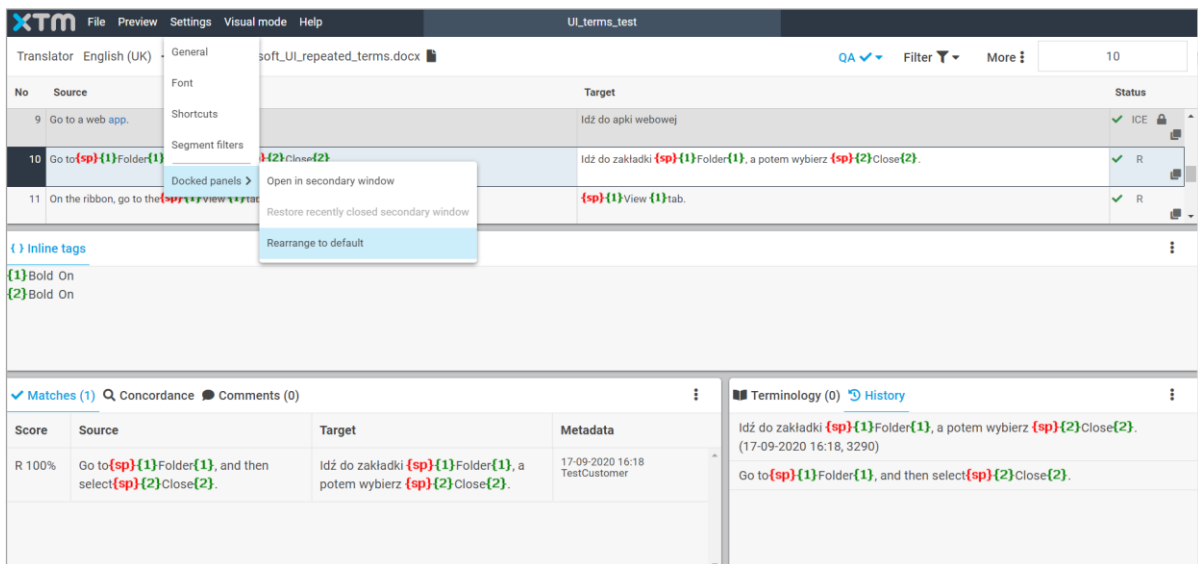 XTM File Preview Settings Visual mode Help UI_terms_test
Translator English (UK) General soft_UI_repeated_terms.docx QA Filter More 10
Font
No Source Target Status
Shortcuts
9 Go to a web app. Idź do apki webowej ICE
Segment filters
10 Go to{sp}{1}Folder{1} {2}Close{2} Idź do zakładki {sp}{1}Folder{1}, a potem wybierz {sp}{2}Close{2}. R
Docked panels > Open in secondary window
11 On the ribbon, go to the{sp}{1}View {1}tab {sp}{1}View {1}tab. R
Restore recently closed secondary window
Rearrange to default
{ } Inline tags
{1}Bold On
{2}Bold On
Matches (1) Concordance Comments (0) Terminology (0) History
Score Source Target Metadata
R 100% Go to{sp}{1}Folder{1}, and then
select{sp}{2}Close{2}.
Idź do zakładki {sp}{1}Folder{1}, a
potem wybierz {sp}{2}Close{2}.
17-09-2020 16:18
TestCustomer
Idź do zakładki {sp}{1}Folder{1}, a potem wybierz {sp}{2}Close{2}.
(17-09-2020 16:18, 3290)
Go to{sp}{1}Folder{1}, and then select{sp}{2}Close{2}.